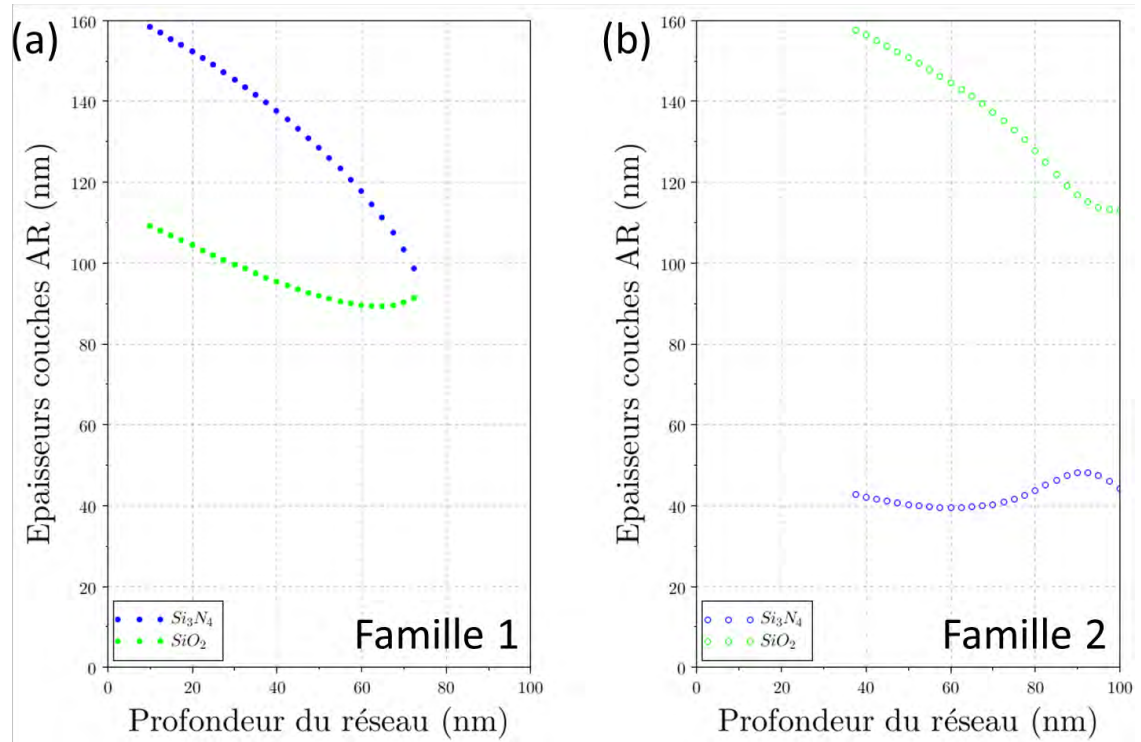 (a)
Epaisseurs couches AR (nm)
160
140
120
100
80
60
40
20
0
Si₃N₄
SiO₂
Famille 1
0 20 40 60 80 100
Profondeur du réseau (nm)
(b)
Epaisseurs couches AR (nm)
160
140
120
100
80
60
40
20
0
Si₃N₄
SiO₂
Famille 2
0 20 40 60 80 100
Profondeur du réseau (nm)